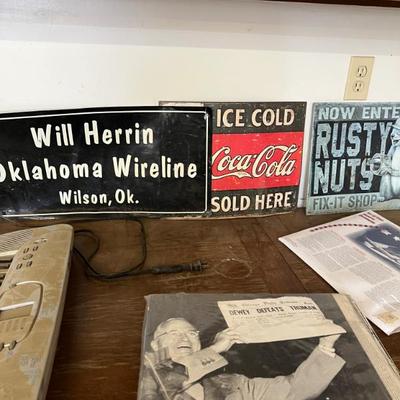 Will Herrin
Oklahoma Wireline
Wilson, Ok.
ICE COLD
Coca-Cola
SOLD HERE
NOW ENTE
RUSTY
NUTS
FIX-IT SHOP
DEWEY DEFEATS TRUMAN